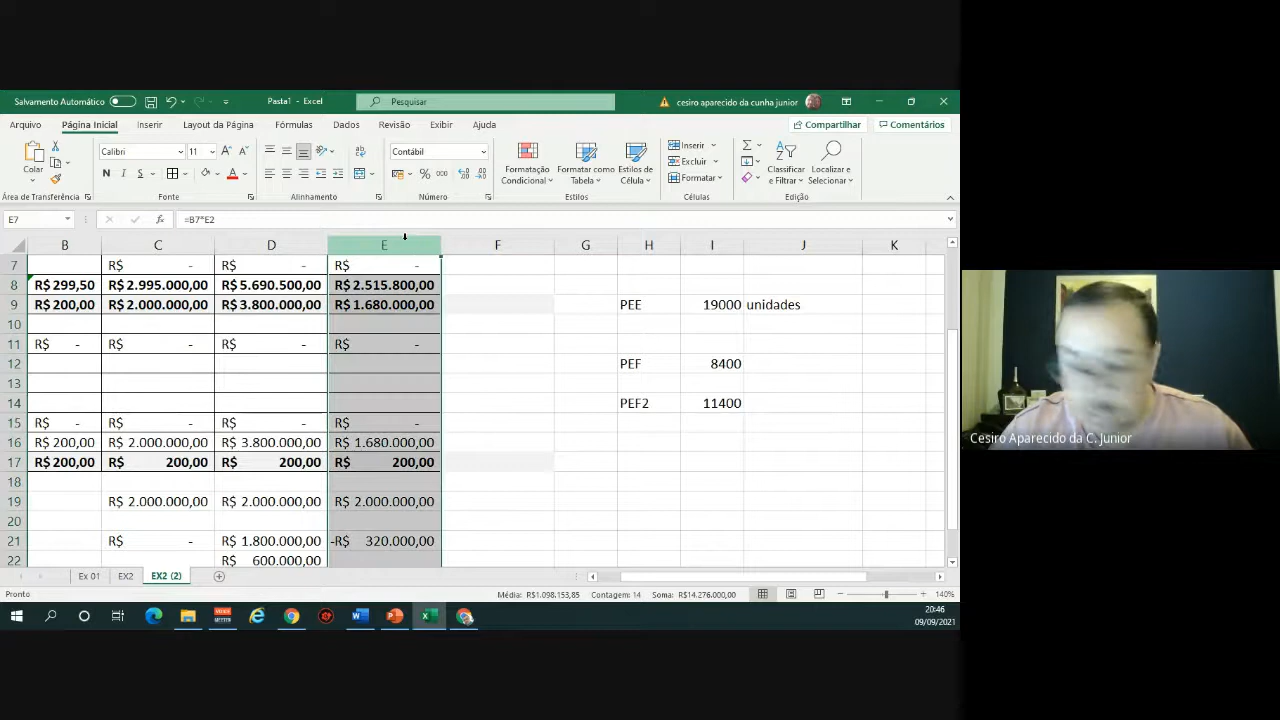 Salvamento Automático Pasta1 - Excel Pesquisar cesiro aparecido da cunha junior
Arquivo Página Inicial Inserir Layout da Página Fórmulas Dados Revisão Exibir Ajuda Compartilhar Comentários
Colar Calibri 11 Contábil Formatação Condicional Formatar como Tabela Estilos de Célula Inserir Excluir Formatar Classificar e Filtrar Localizar e Selecionar
N I S % 000
Área de Transferência Fonte Alinhamento Número Estilos Células Edição
E7 fx =B7*E2
B C D E F G H I J K
7 R$ - R$ - R$ -
8 R$ 299,50 R$ 2.995.000,00 R$ 5.690.500,00 R$ 2.515.800,00
9 R$ 200,00 R$ 2.000.000,00 R$ 3.800.000,00 R$ 1.680.000,00 PEE 19000 unidades
10
11 R$ - R$ - R$ - R$ -
12 PEF 8400
13
14 PEF2 11400
15 R$ - R$ - R$ - R$ -
16 R$ 200,00 R$ 2.000.000,00 R$ 3.800.000,00 R$ 1.680.000,00
17 R$ 200,00 R$ 200,00 R$ 200,00 R$ 200,00
18
19 R$ 2.000.000,00 R$ 2.000.000,00 R$ 2.000.000,00
20
21 R$ - R$ 1.800.000,00 -R$ 320.000,00
22 R$ 600.000,00
Ex 01 EX2 EX2 (2)
Pronto Média: R$1.098.153,85 Contagem: 14 Soma: R$14.276.000,00 140%
20:46
09/09/2021
Cesiro Aparecido da C. Junior